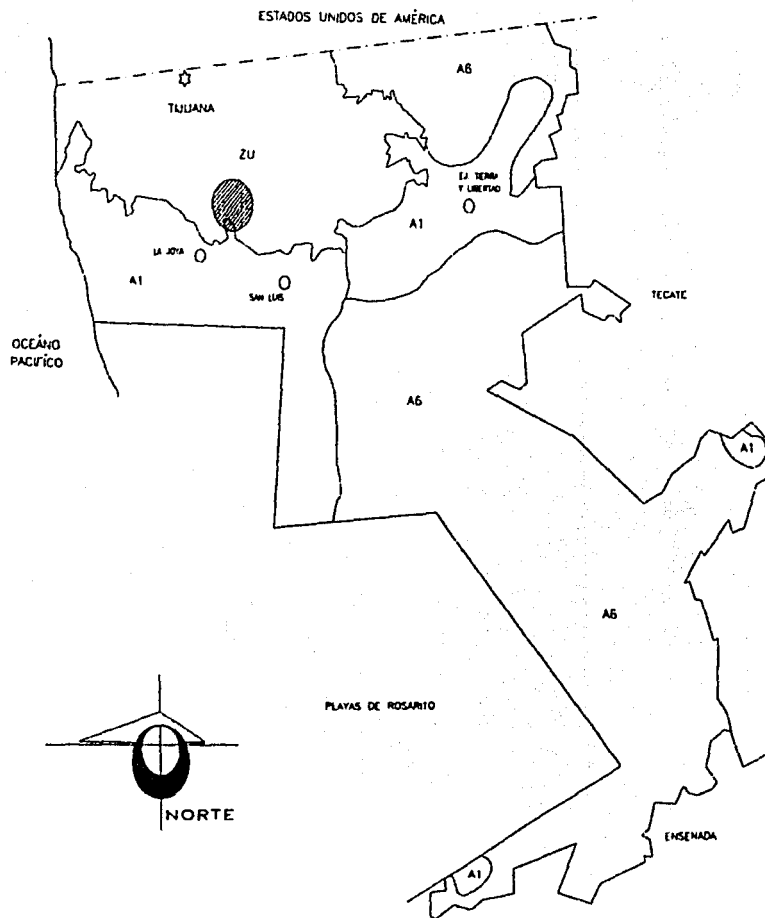 ESTADOS UNIDOS DE AMÉRICA
A6
TIJUANA
ZU
EJ. TIERRA
Y LIBERTAD
A1
LA JOYA
A1
SAN LUIS
TECATE
OCEÁNO
PACIFÍCO
A6
A1
A6
PLAYAS DE ROSARITO
NORTE
ENSENADA
A1